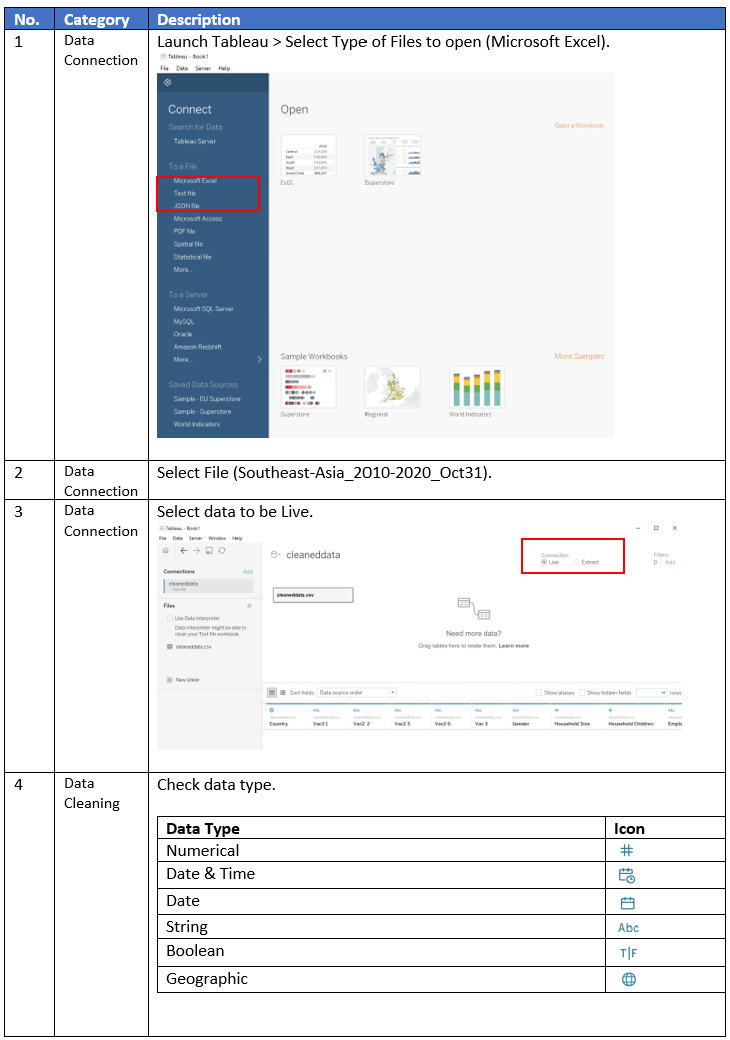 No. Category Description
1 Data Connection Launch Tableau > Select Type of Files to open (Microsoft Excel).
Tableau - Book1
File Data Server Help
Connect
Search for Data
Tableau Server
To a File
Microsoft Excel
Text file
JSON file
Microsoft Access
PDF file
Spatial file
Statistical file
More...
To a Server
Microsoft SQL Server
MySQL
Oracle
Amazon Redshift
More...
Saved Data Sources
Sample - EU Superstore
Sample - Superstore
World Indicators
Open
Open a Workbook
Ex01
Superstore
Sample Workbooks
More Samples
Superstore
Regional
World Indicators
2 Data Connection Select File (Southeast-Asia_2010-2020_Oct31).
3 Data Connection Select data to be Live.
Tableau - Book1
File Data Server Window Help
Connections Add
cleaneddata
Text file
Files
Use Data Interpreter
Data Interpreter might be able to
clean your Text file workbook.
cleaneddata.csv
New Union
cleaneddata
Connection
Live Extract
Filters
0 Add
cleaneddata.csv
Need more data?
Drag tables here to relate them. Learn more
Sort fields Data source order
Show aliases Show hidden fields rows
Abc Abc Abc Abc Abc Abc Abc
Country Vac2 1 Vac2 2 Vac2 3 Vac2 6 Vac 3 Gender Household Size Household Children Emplo
4 Data Cleaning Check data type.
Data Type Icon
Numerical #
Date & Time
Date
String Abc
Boolean T|F
Geographic